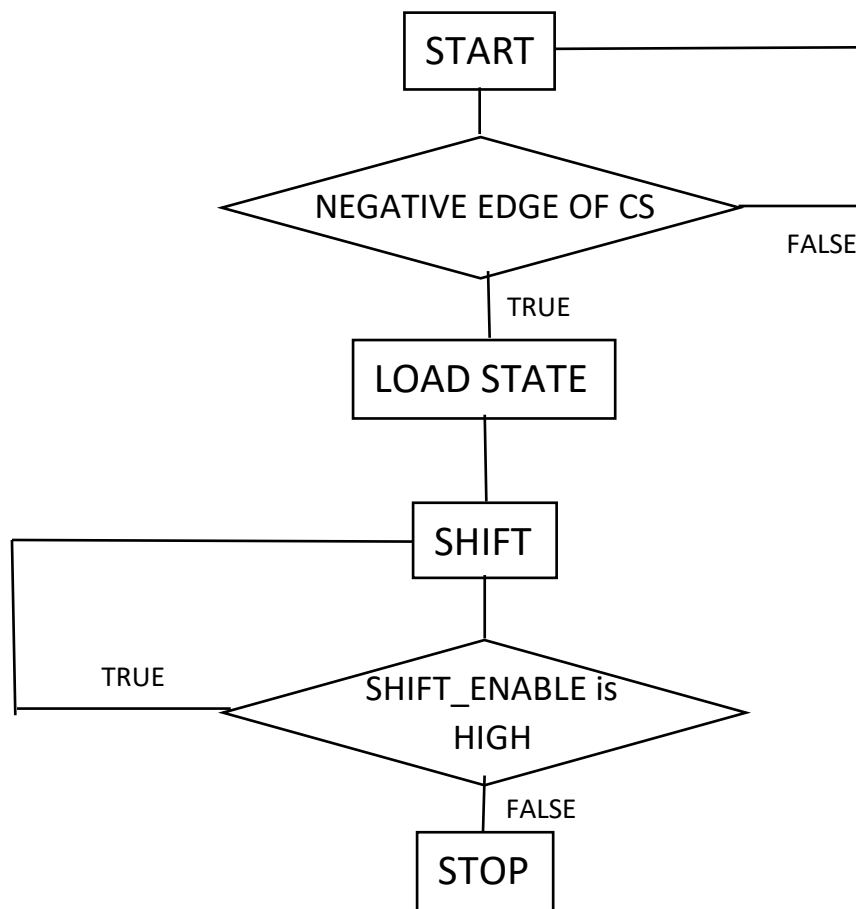 START
NEGATIVE EDGE OF CS
FALSE
TRUE
LOAD STATE
SHIFT
TRUE
SHIFT_ENABLE is
HIGH
FALSE
STOP